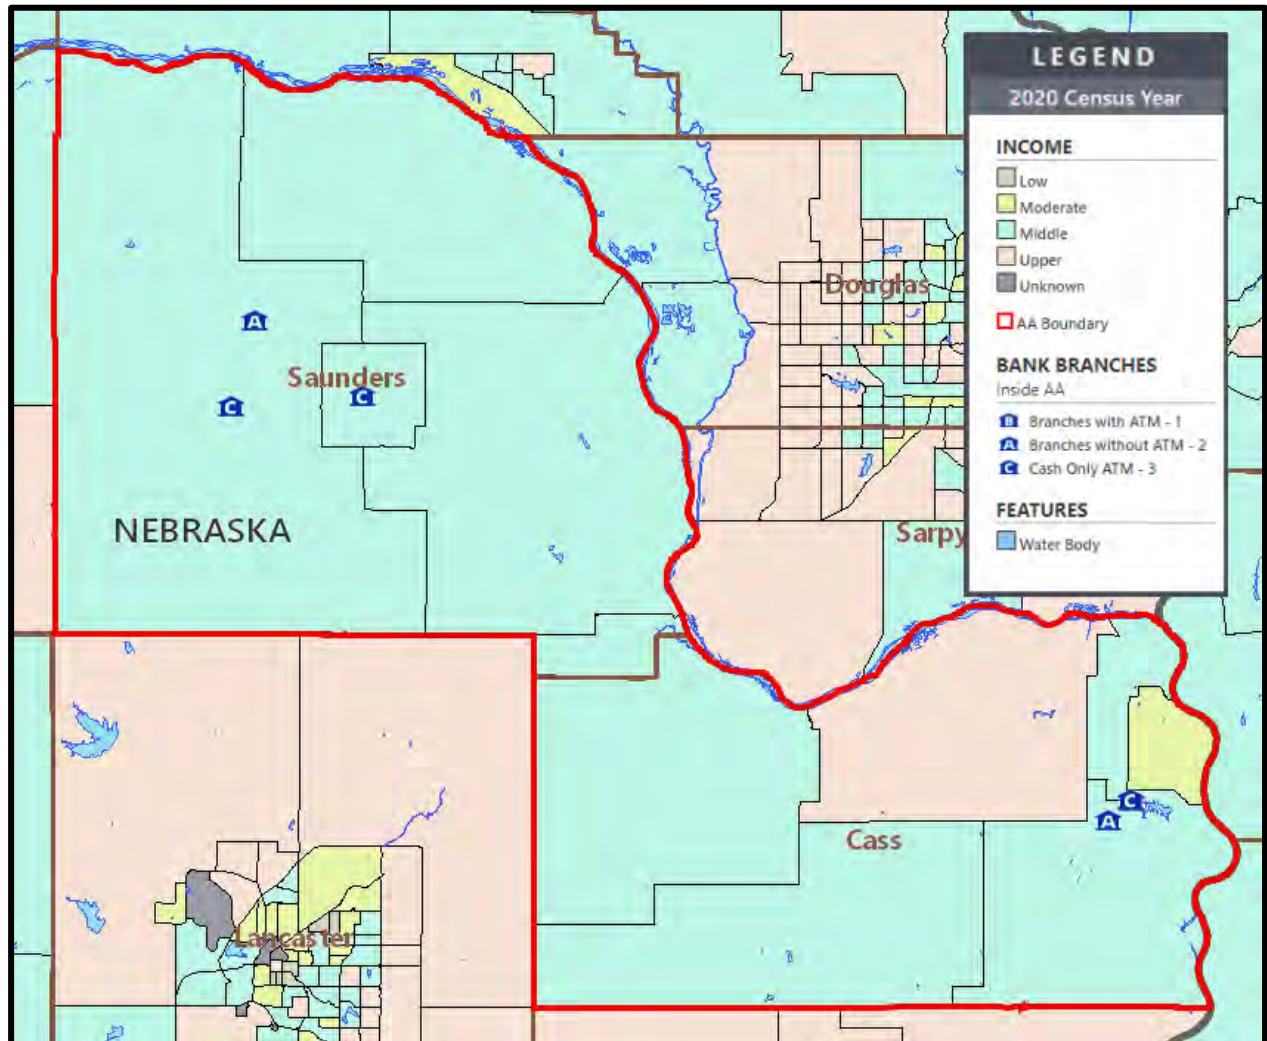 LEGEND
2020 Census Year
INCOME
Low
Moderate
Middle
Upper
Unknown
AA Boundary
BANK BRANCHES
Inside AA
B Branches with ATM - 1
A Branches without ATM - 2
C Cash Only ATM - 3
FEATURES
Water Body
Douglas
A
Saunders
C
C
NEBRASKA
Sarpy
C
A
Cass
Lancaster